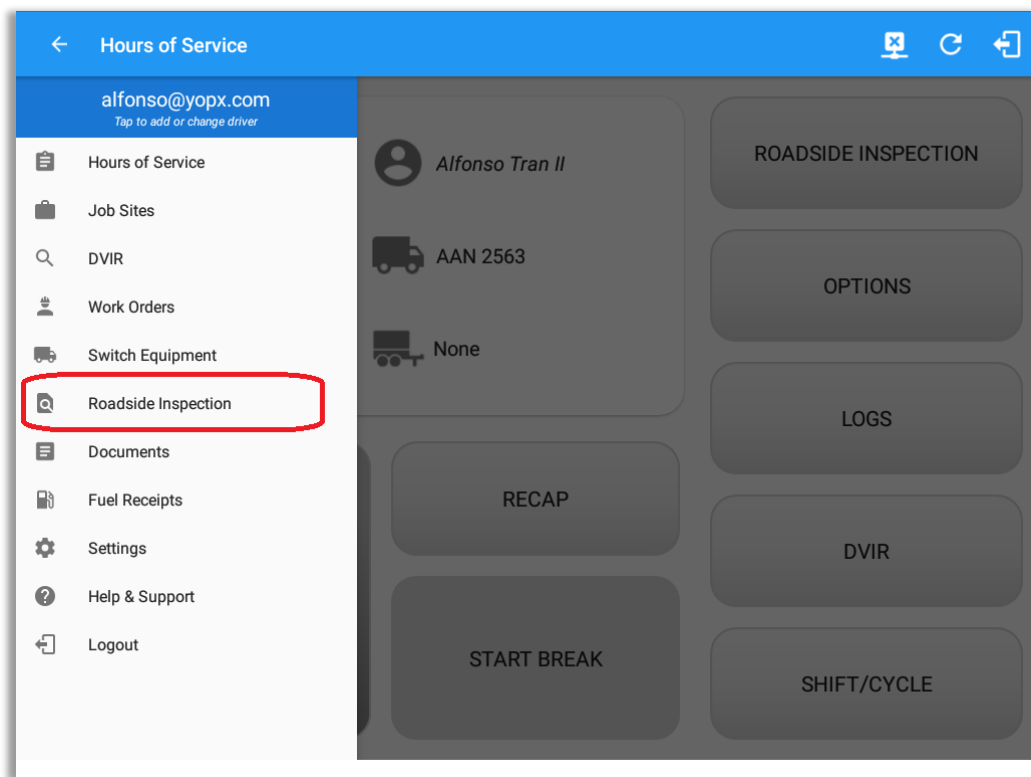 Hours of Service
alfonso@yopx.com
Tap to add or change driver
Hours of Service
Job Sites
DVIR
Work Orders
Switch Equipment
Roadside Inspection
Documents
Fuel Receipts
Settings
Help & Support
Logout
Alfonso Tran II
AAN 2563
None
RECAP
START BREAK
ROADSIDE INSPECTION
OPTIONS
LOGS
DVIR
SHIFT/CYCLE